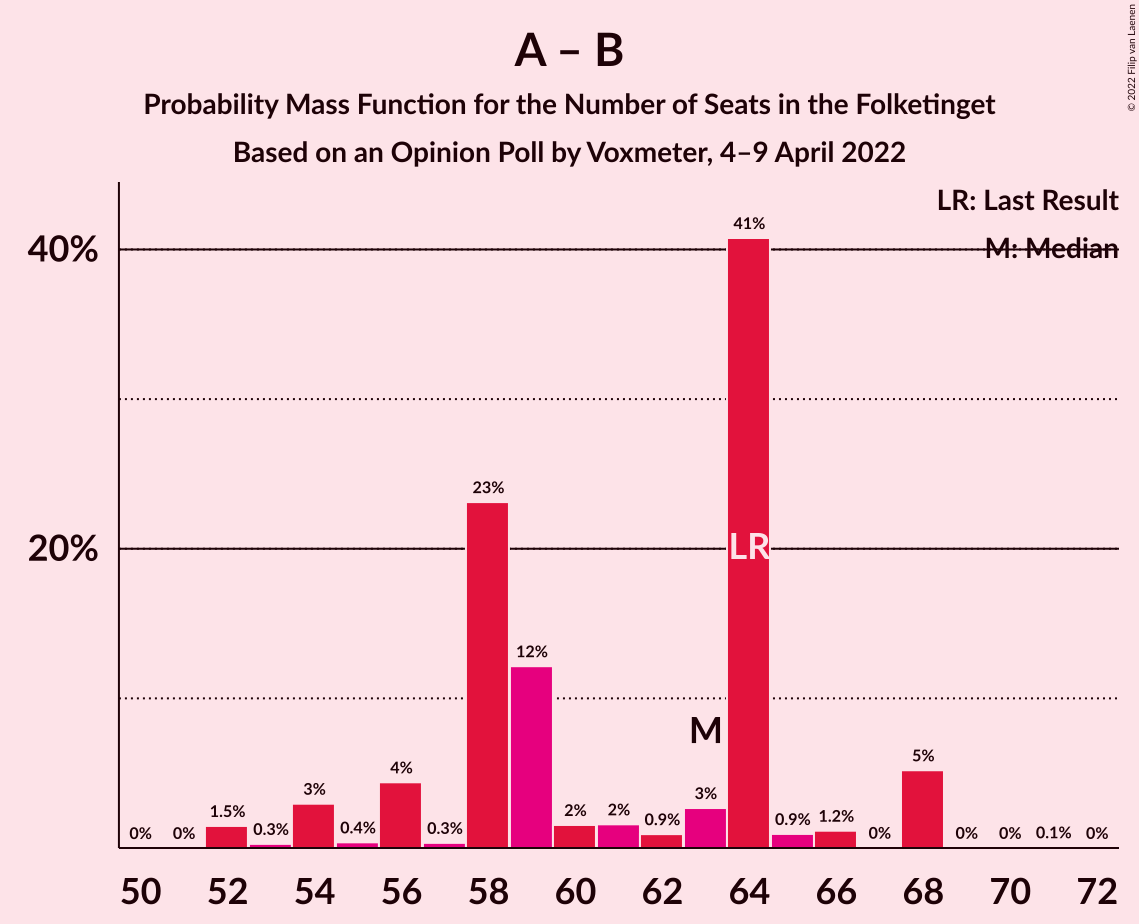 A – B
Probability Mass Function for the Number of Seats in the Folketinget
Based on an Opinion Poll by Voxmeter, 4–9 April 2022
© 2022 Filip van Laenen
LR: Last Result
M: Median
40%
20%
0%
0%
1.5%
0.3%
3%
0.4%
4%
0.3%
23%
12%
2%
2%
0.9%
3%
41%
0.9%
1.2%
0%
5%
0%
0%
0.1%
0%
M
LR
50 52 54 56 58 60 62 64 66 68 70 72